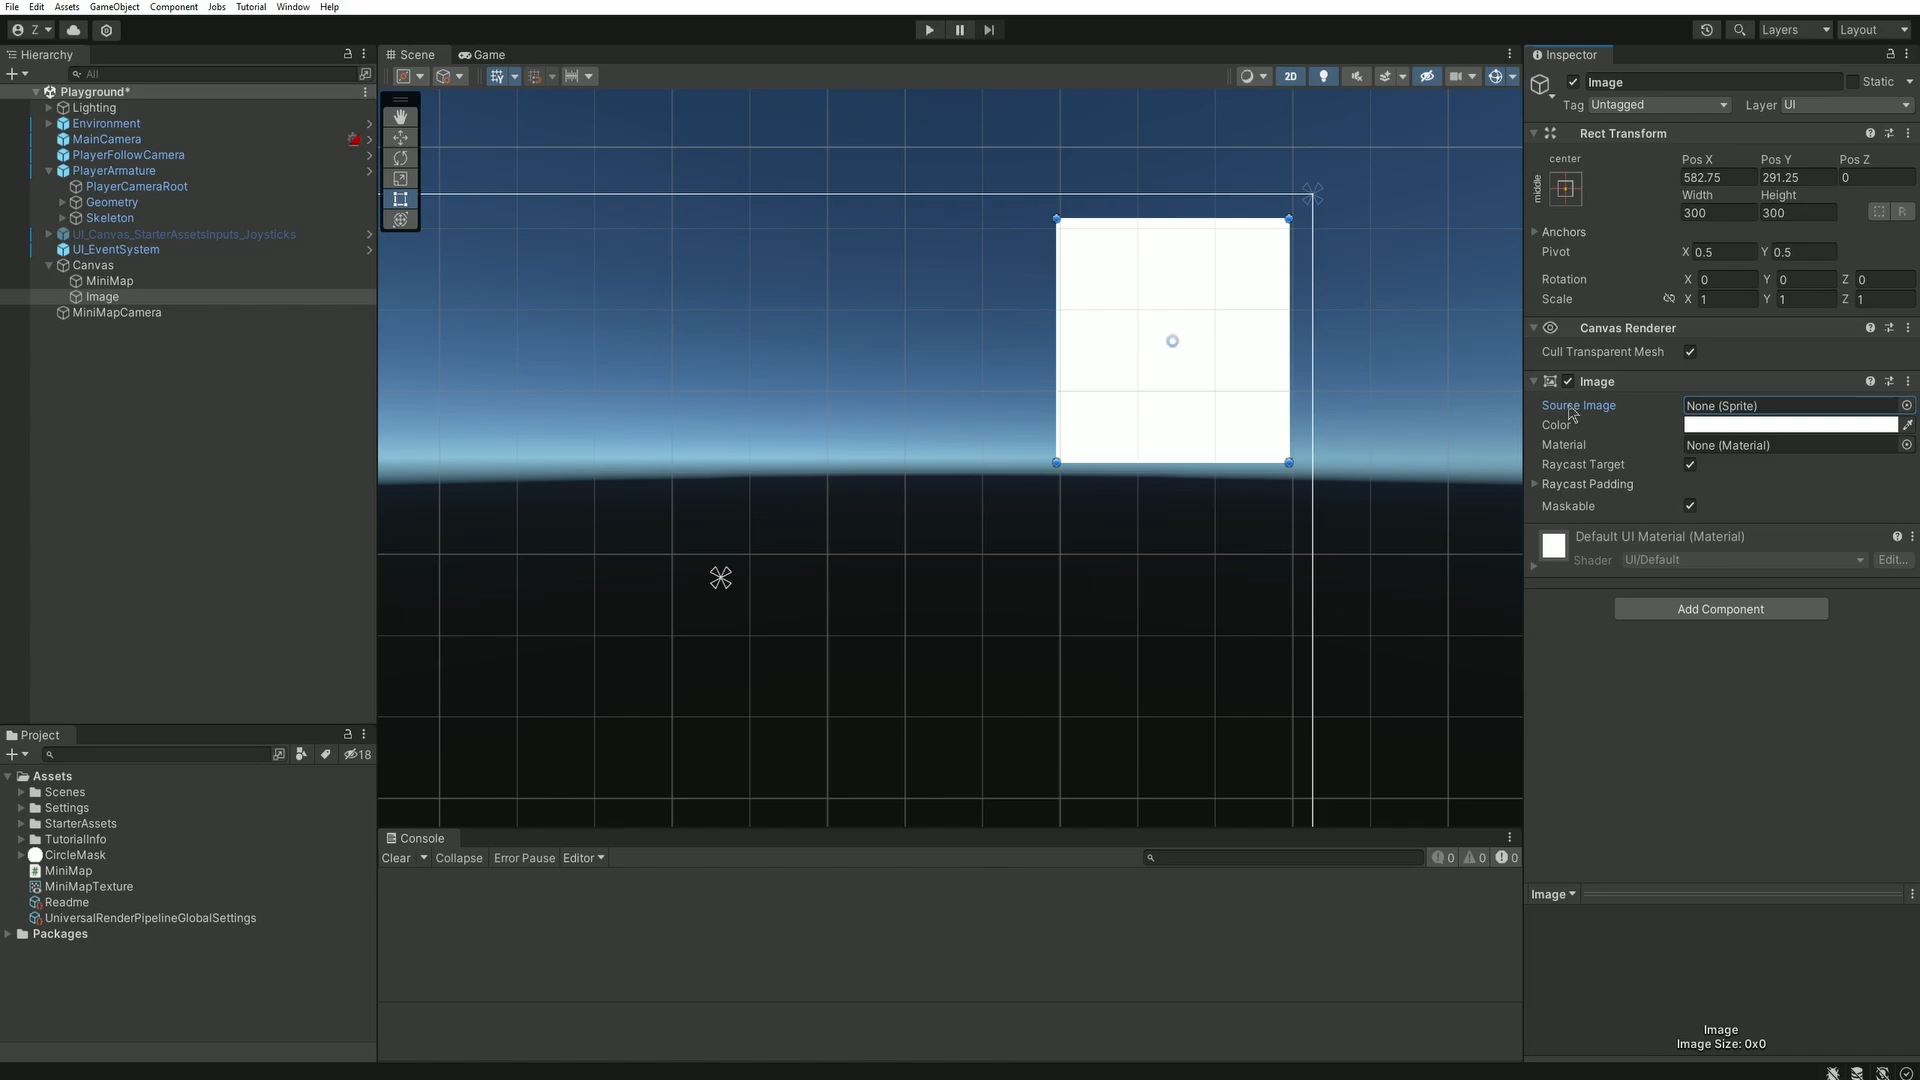 File Edit Assets GameObject Component Jobs Tutorial Window Help
Z Layers Layout
Hierarchy
All
Playground*
Lighting
Environment
MainCamera
PlayerFollowCamera
PlayerArmature
PlayerCameraRoot
Geometry
Skeleton
UI_Canvas_StarterAssetsInputs_Joysticks
UI_EventSystem
Canvas
MiniMap
Image
MiniMapCamera
Scene Game
2D
Inspector
Image Static
Tag Untagged Layer UI
Rect Transform
center
middle
Pos X Pos Y Pos Z
582.75 291.25 0
Width Height
300 300
R
Anchors
Pivot X 0.5 Y 0.5
Rotation X 0 Y 0 Z 0
Scale X 1 Y 1 Z 1
Canvas Renderer
Cull Transparent Mesh
Image
Source Image None (Sprite)
Color
Material None (Material)
Raycast Target
Raycast Padding
Maskable
Default UI Material (Material)
Shader UI/Default Edit...
Add Component
Image
Image
Image Size: 0x0
Project
18
Assets
Scenes
Settings
StarterAssets
TutorialInfo
CircleMask
MiniMap
MiniMapTexture
Readme
UniversalRenderPipelineGlobalSettings
Packages
Console
Clear Collapse Error Pause Editor 0 0 0